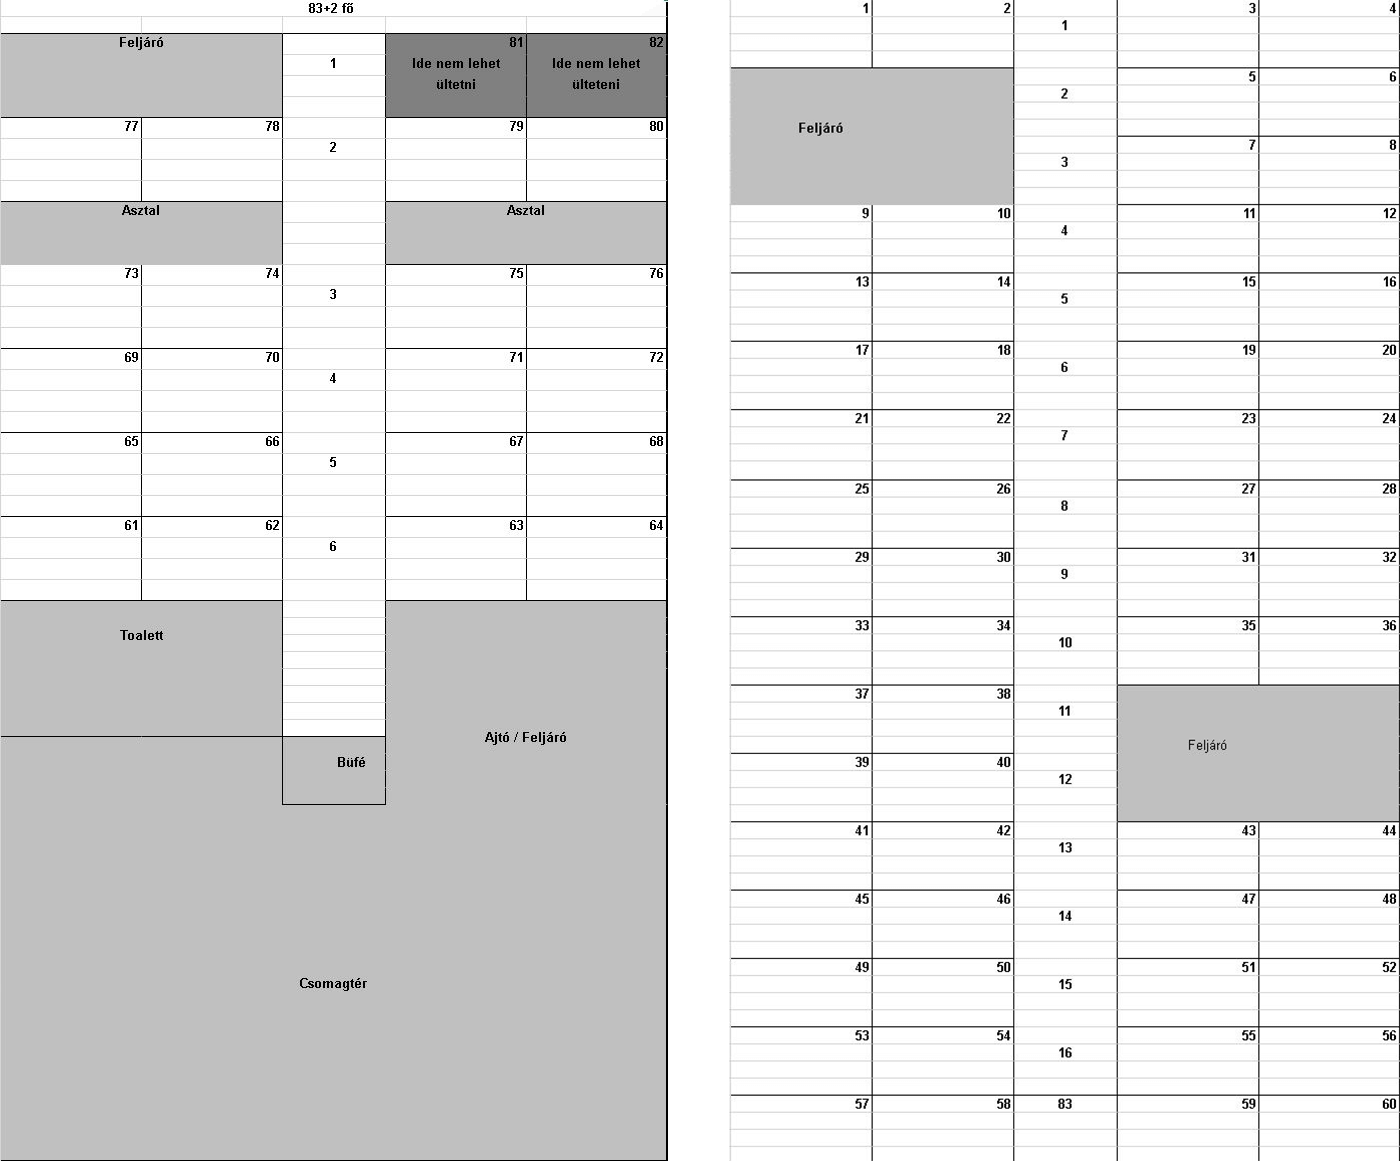 83+2 fő
Feljáró 1 81 82
Ide nem lehet Ide nem lehet
ültetni ülteteni
77 78 2 79 80
Asztal Asztal
73 74 3 75 76
69 70 4 71 72
65 66 5 67 68
61 62 6 63 64
Toalett
Ajtó / Feljáró
Büfé
Csomagtér
1 2 1 3 4
2 5 6
Feljáró
3 7 8
9 10 4 11 12
13 14 5 15 16
17 18 6 19 20
21 22 7 23 24
25 26 8 27 28
29 30 9 31 32
33 34 10 35 36
37 38 11
Feljáró
39 40 12
41 42 13 43 44
45 46 14 47 48
49 50 15 51 52
53 54 16 55 56
57 58 83 59 60